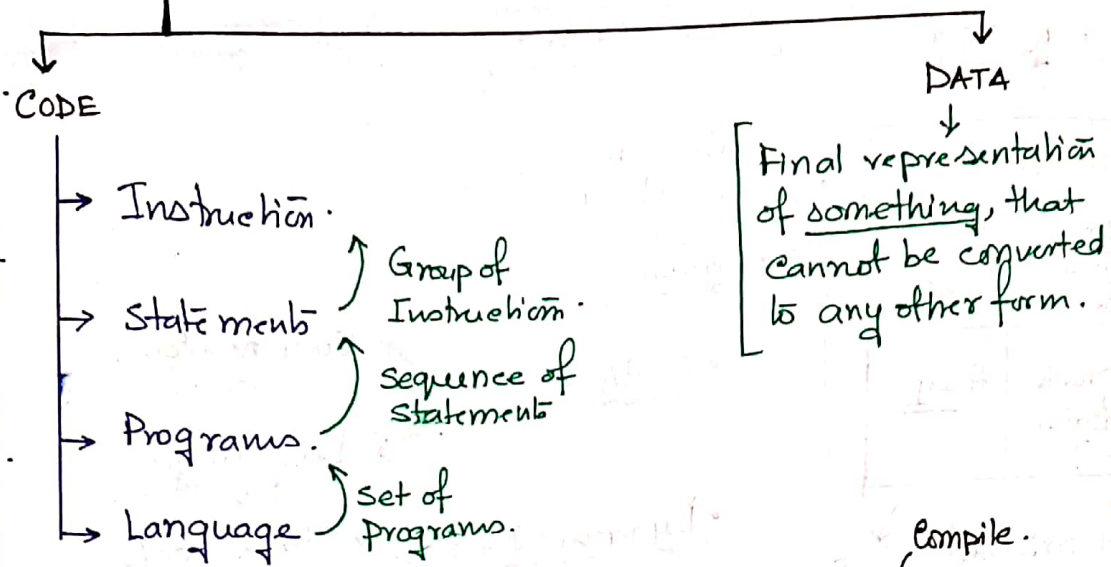 CODE
DATA
Final representation
of something, that
cannot be converted
to any other form.
Instruction.
Group of
Instruction.
Statements
Sequence of
Statements
Programs.
Set of
Programs.
Language
Compile.